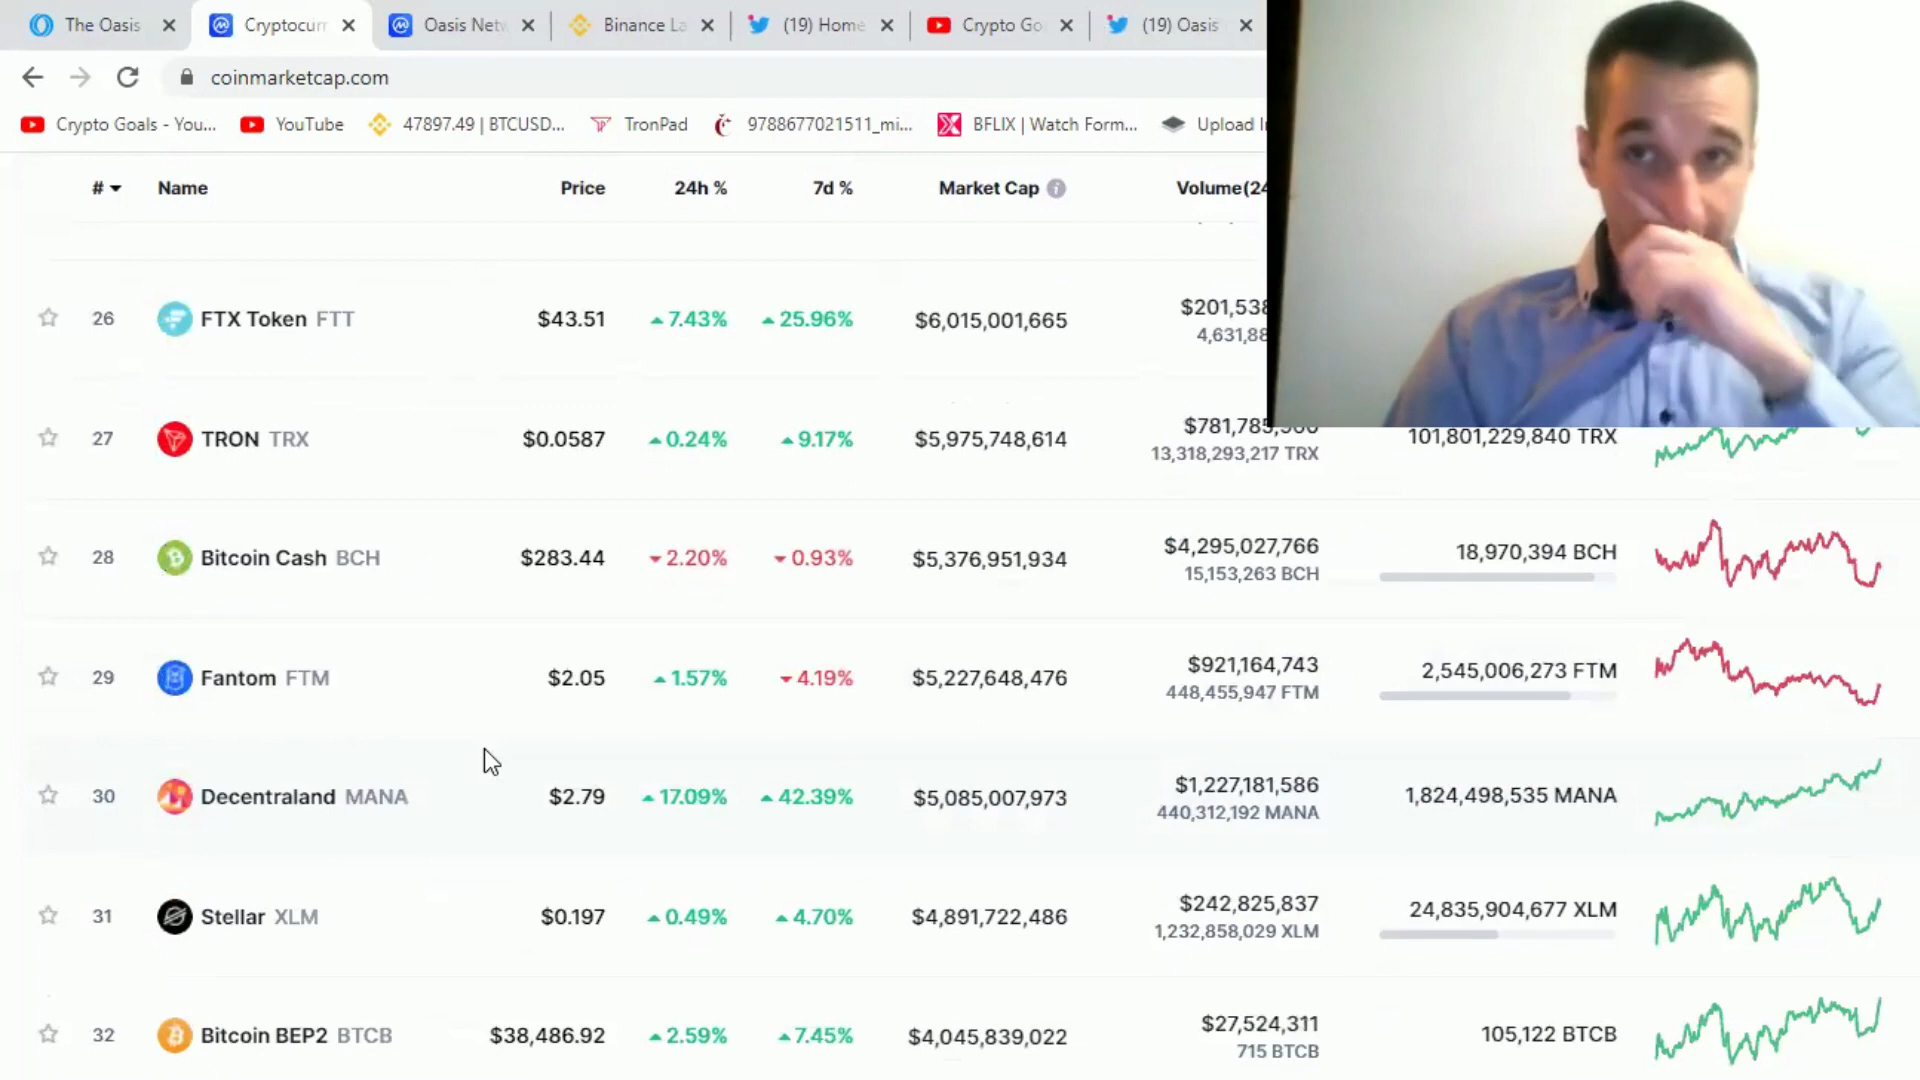 The Oasis
Cryptocurr
Oasis Netw
Binance La
(19) Home
Crypto Go
(19) Oasis
coinmarketcap.com
Crypto Goals - You...
YouTube
47897.49 | BTCUSD...
TronPad
9788677021511_mi...
BFLIX | Watch Form...
Upload I
# Name Price 24h % 7d % Market Cap Volume(24
26 FTX Token FTT $43.51 7.43% 25.96% $6,015,001,665 $201,538
4,631,88
27 TRON TRX $0.0587 0.24% 9.17% $5,975,748,614 $781,785, 101,801,229,840 TRX
13,318,293,217 TRX
28 Bitcoin Cash BCH $283.44 2.20% 0.93% $5,376,951,934 $4,295,027,766 18,970,394 BCH
15,153,263 BCH
29 Fantom FTM $2.05 1.57% 4.19% $5,227,648,476 $921,164,743 2,545,006,273 FTM
448,455,947 FTM
30 Decentraland MANA $2.79 17.09% 42.39% $5,085,007,973 $1,227,181,586 1,824,498,535 MANA
440,312,192 MANA
31 Stellar XLM $0.197 0.49% 4.70% $4,891,722,486 $242,825,837 24,835,904,677 XLM
1,232,858,029 XLM
32 Bitcoin BEP2 BTCB $38,486.92 2.59% 7.45% $4,045,839,022 $27,524,311 105,122 BTCB
715 BTCB